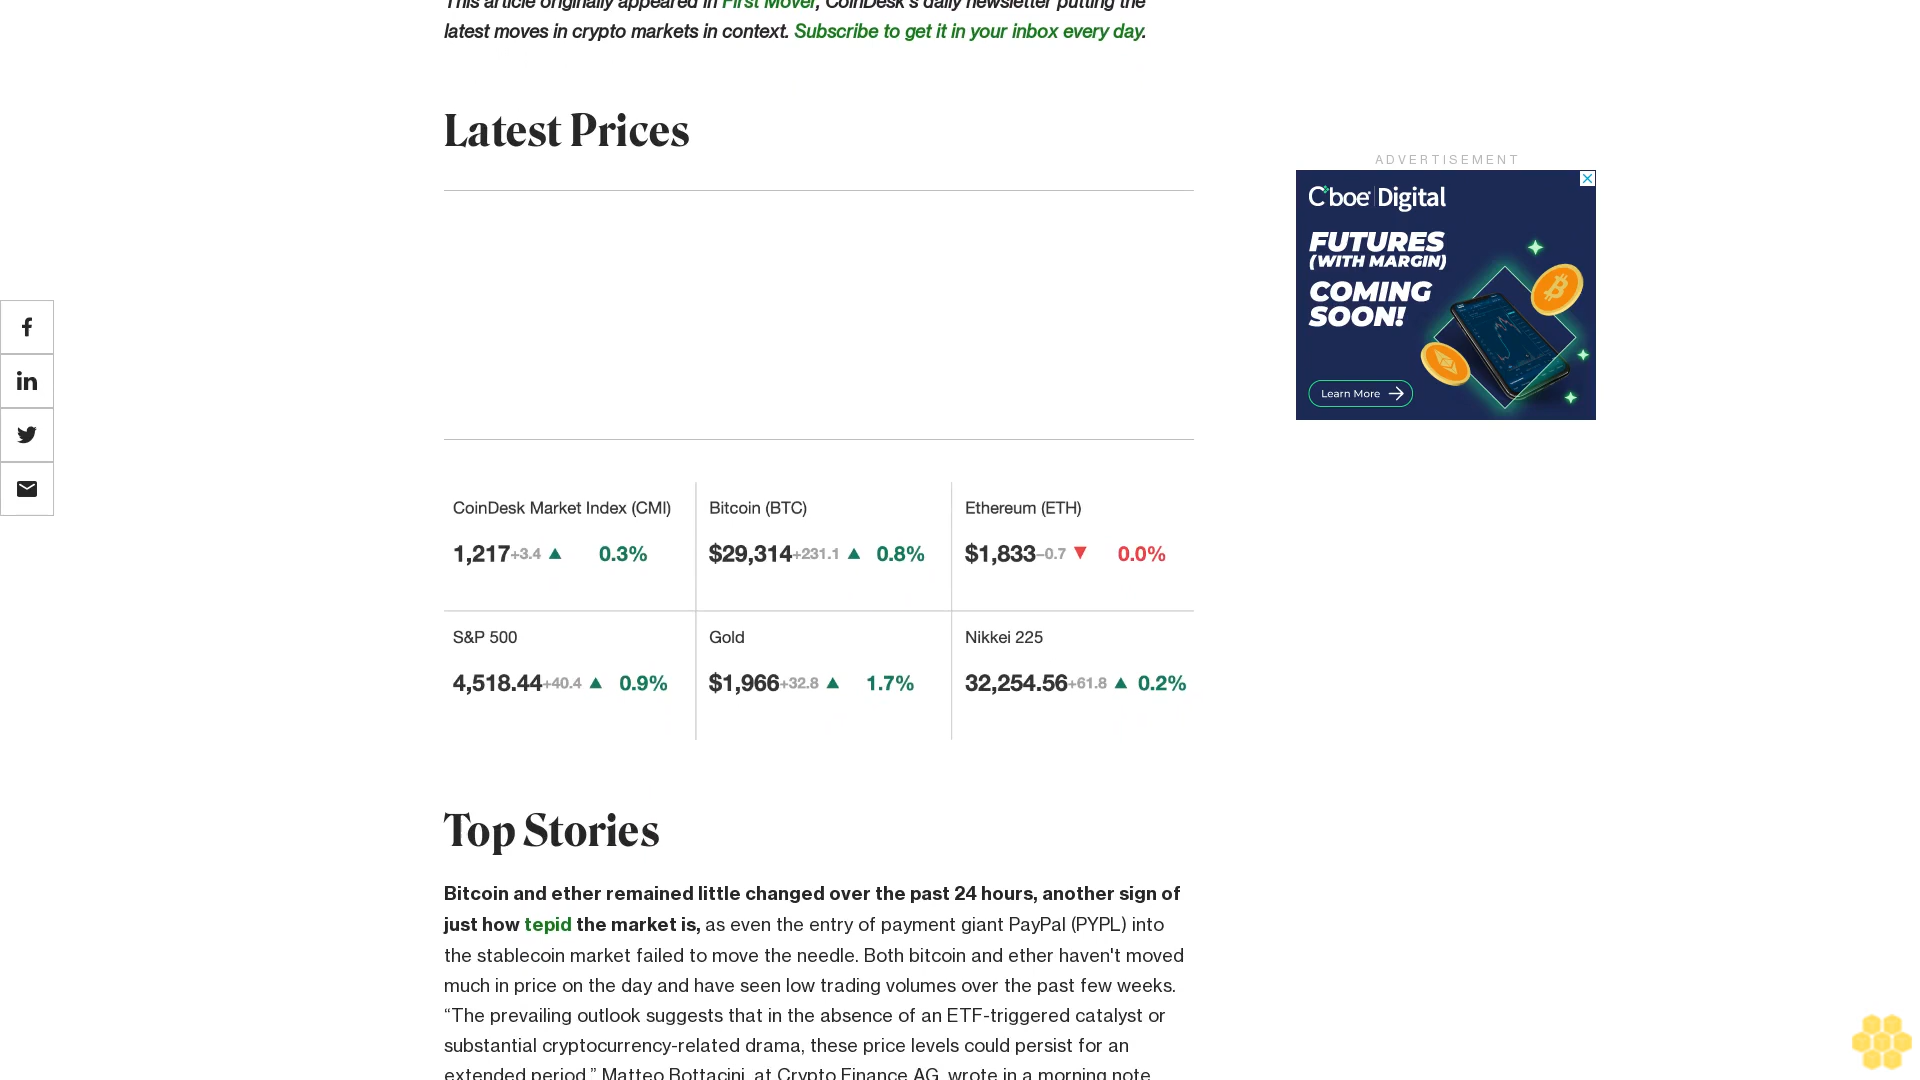 This article originally appeared in First Mover, CoinDesk's daily newsletter putting the
latest moves in crypto markets in context. Subscribe to get it in your inbox every day.
Latest Prices
ADVERTISEMENT
Cboe Digital
FUTURES
(WITH MARGIN)
COMING
SOON!
Learn More
CoinDesk Market Index (CMI)
1,217+3.4 ▲ 0.3%
Bitcoin (BTC)
$29,314+231.1 ▲ 0.8%
Ethereum (ETH)
$1,833−0.7 ▼ 0.0%
S&P 500
4,518.44+40.4 ▲ 0.9%
Gold
$1,966+32.8 ▲ 1.7%
Nikkei 225
32,254.56+61.8 ▲ 0.2%
Top Stories
Bitcoin and ether remained little changed over the past 24 hours, another sign of
just how tepid the market is, as even the entry of payment giant PayPal (PYPL) into
the stablecoin market failed to move the needle. Both bitcoin and ether haven't moved
much in price on the day and have seen low trading volumes over the past few weeks.
“The prevailing outlook suggests that in the absence of an ETF-triggered catalyst or
substantial cryptocurrency-related drama, these price levels could persist for an
extended period,” Matteo Bottacini, at Crypto Finance AG, wrote in a morning note.